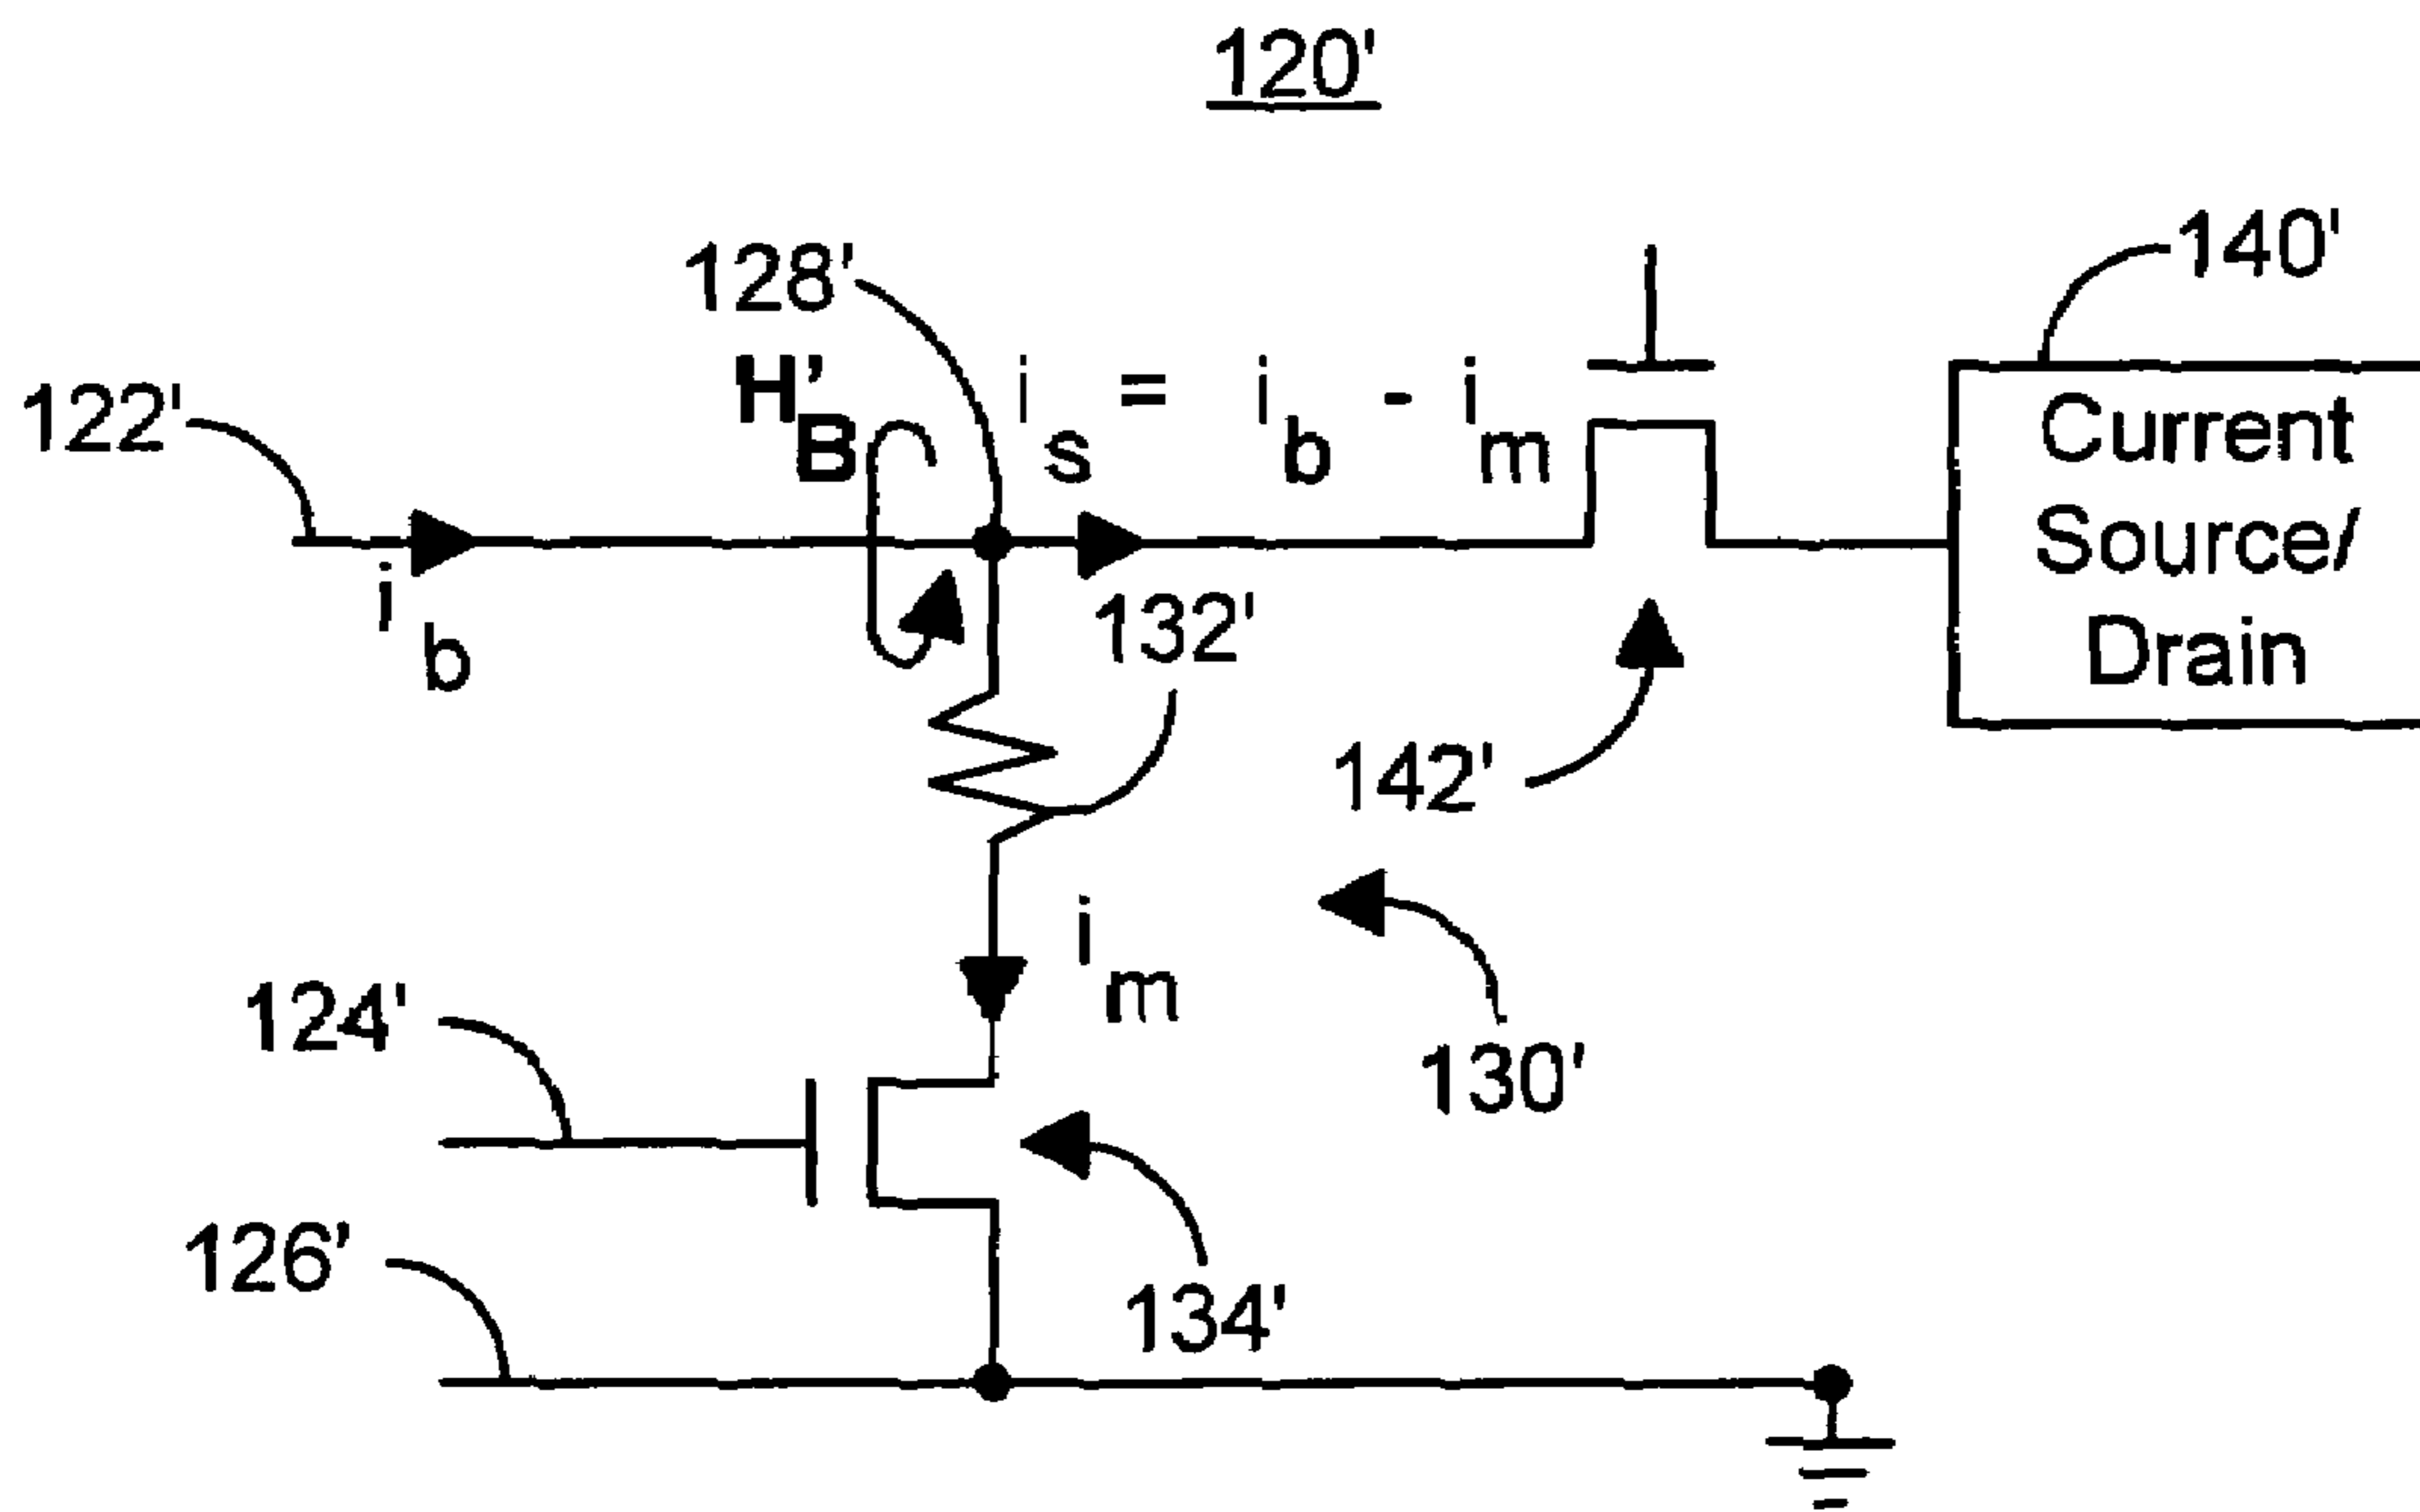 120'
140'
128'
122'
H'B
is = ib - im
Current
Source/
Drain
ib
132'
142'
im
124'
130'
126'
134'